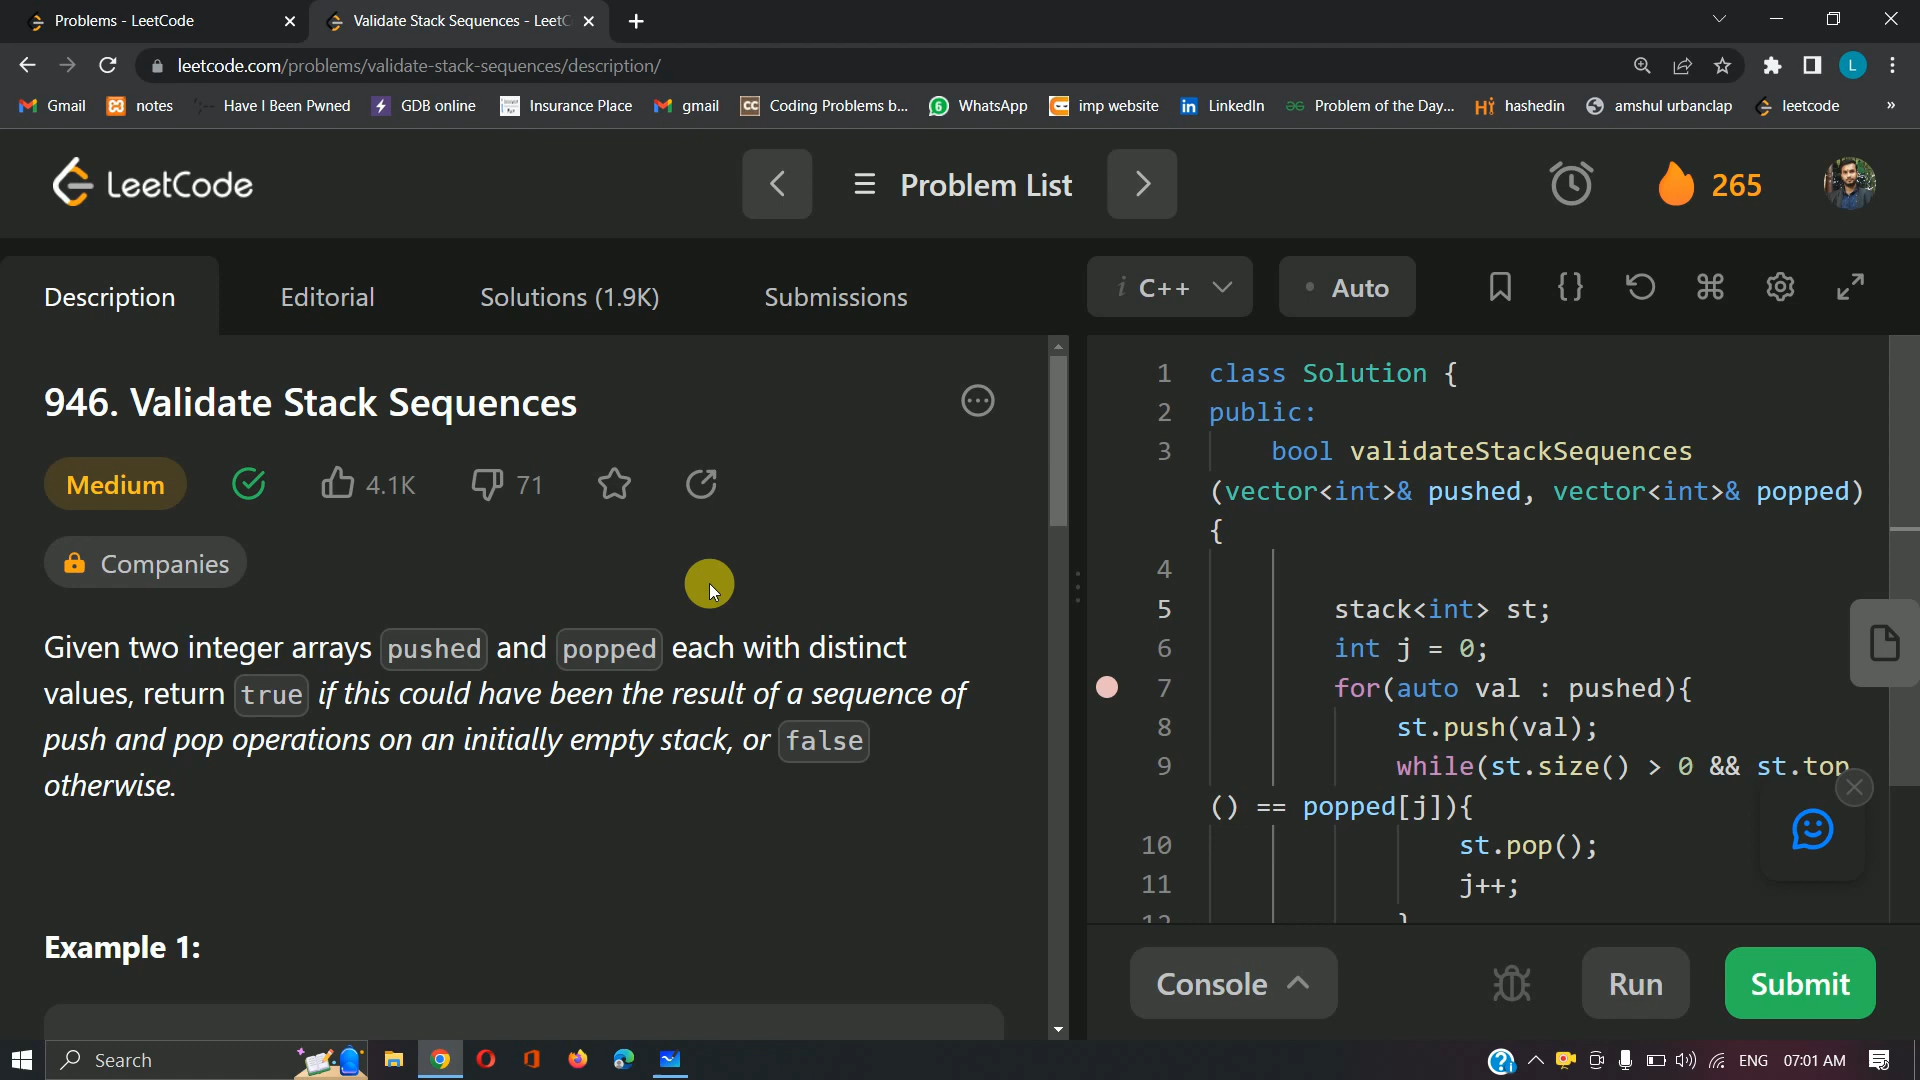 Problems - LeetCode
Validate Stack Sequences - LeetC
leetcode.com/problems/validate-stack-sequences/description/
L
Gmail notes Have I Been Pwned GDB online Insurance Place gmail CC Coding Problems b... 6 WhatsApp imp website in LinkedIn Problem of the Day... Hi hashedin amshul urbanclap leetcode »
LeetCode
Problem List
265
Description Editorial Solutions (1.9K) Submissions
i C++ Auto
946. Validate Stack Sequences
Medium 4.1K 71
Companies
Given two integer arrays pushed and popped each with distinct
values, return true if this could have been the result of a sequence of
push and pop operations on an initially empty stack, or false
otherwise.
Example 1:
1 class Solution {
2 public:
3 bool validateStackSequences
(vector<int>& pushed, vector<int>& popped)
{
4
5 stack<int> st;
6 int j = 0;
7 for(auto val : pushed){
8 st.push(val);
9 while(st.size() > 0 && st.top
() == popped[j]){
10 st.pop();
11 j++;
12 }
Console Run Submit
Search
ENG 07:01 AM